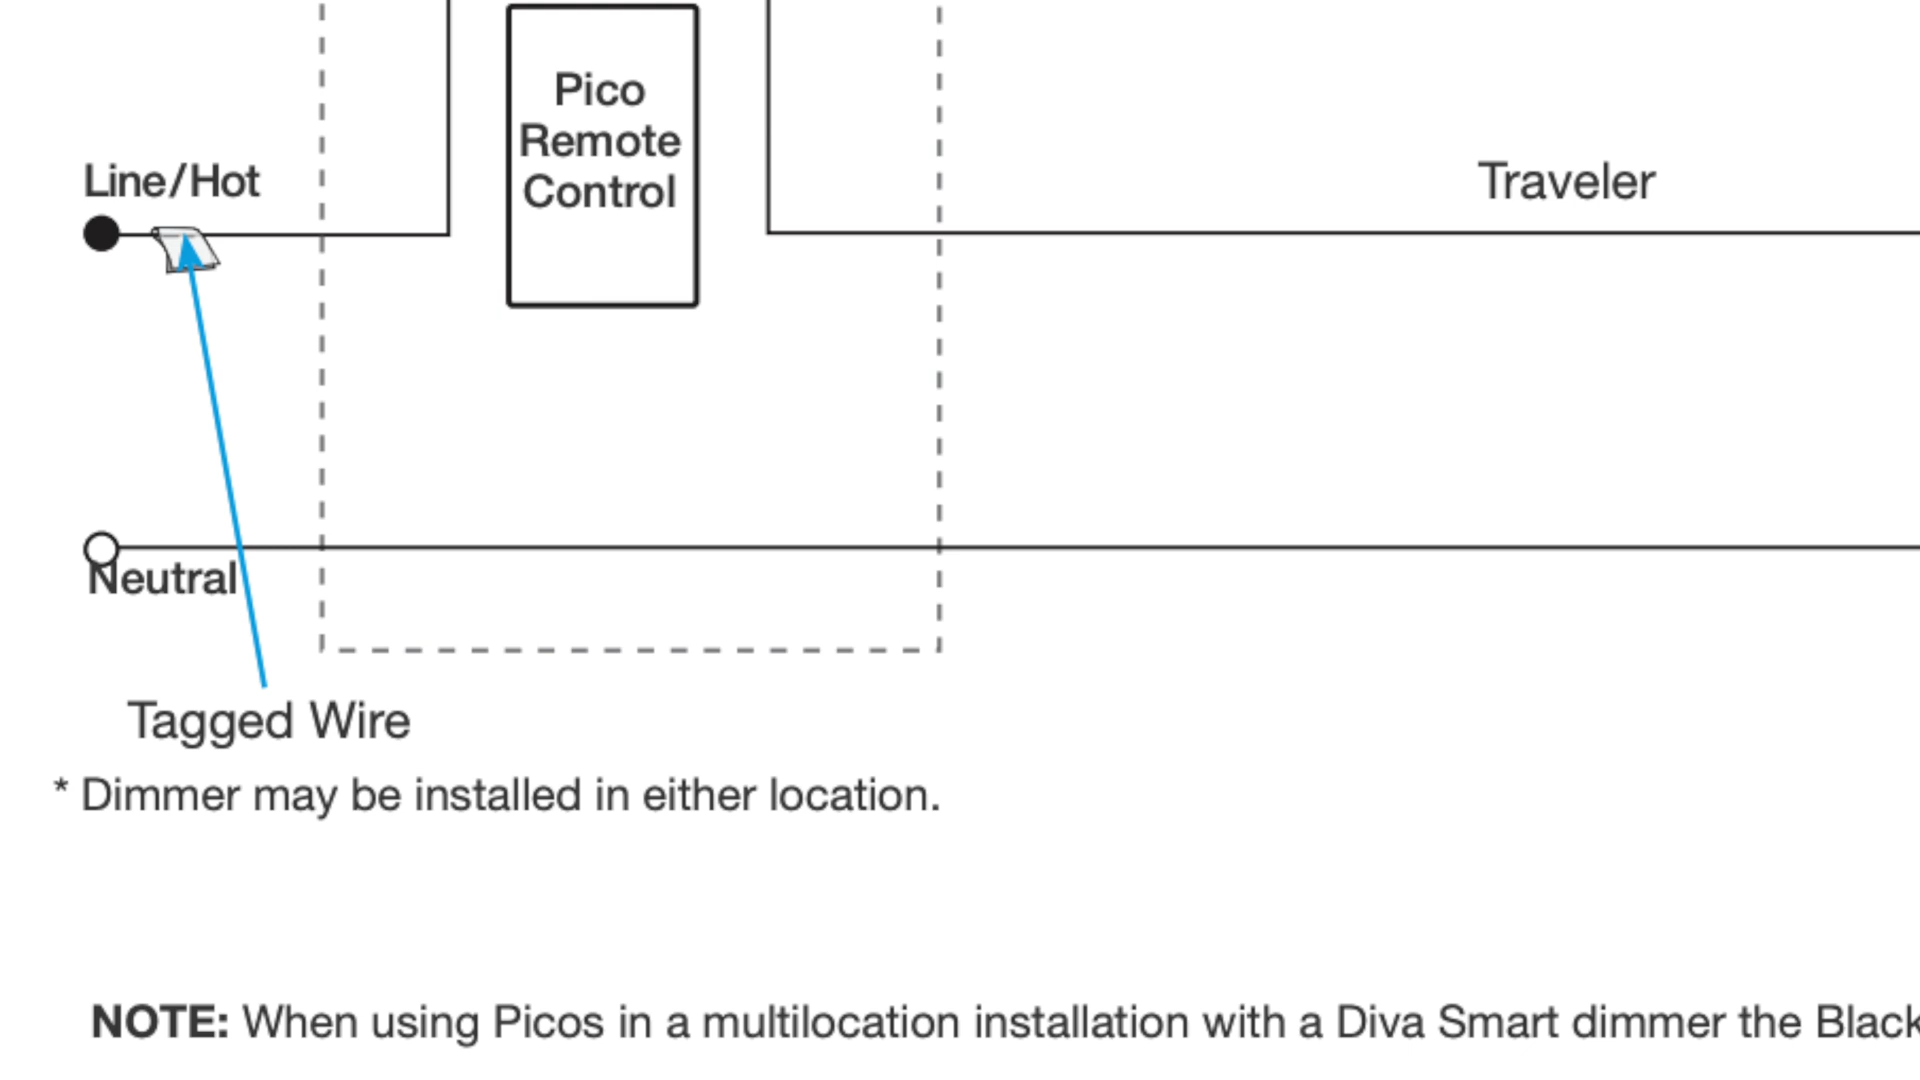 Pico
Remote
Control
Line/Hot
Traveler
Neutral
Tagged Wire
* Dimmer may be installed in either location.
NOTE: When using Picos in a multilocation installation with a Diva Smart dimmer the Black